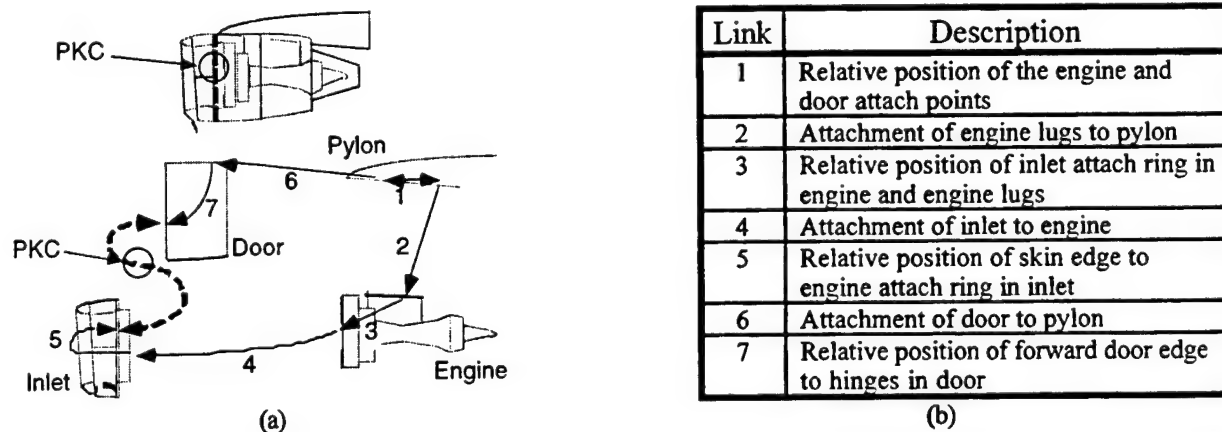 PKC
Pylon
6
1
7
2
PKC
Door
5
3
4
Inlet
Engine
(a)
Link Description
1 Relative position of the engine and
door attach points
2 Attachment of engine lugs to pylon
3 Relative position of inlet attach ring in
engine and engine lugs
4 Attachment of inlet to engine
5 Relative position of skin edge to
engine attach ring in inlet
6 Attachment of door to pylon
7 Relative position of forward door edge
to hinges in door
(b)